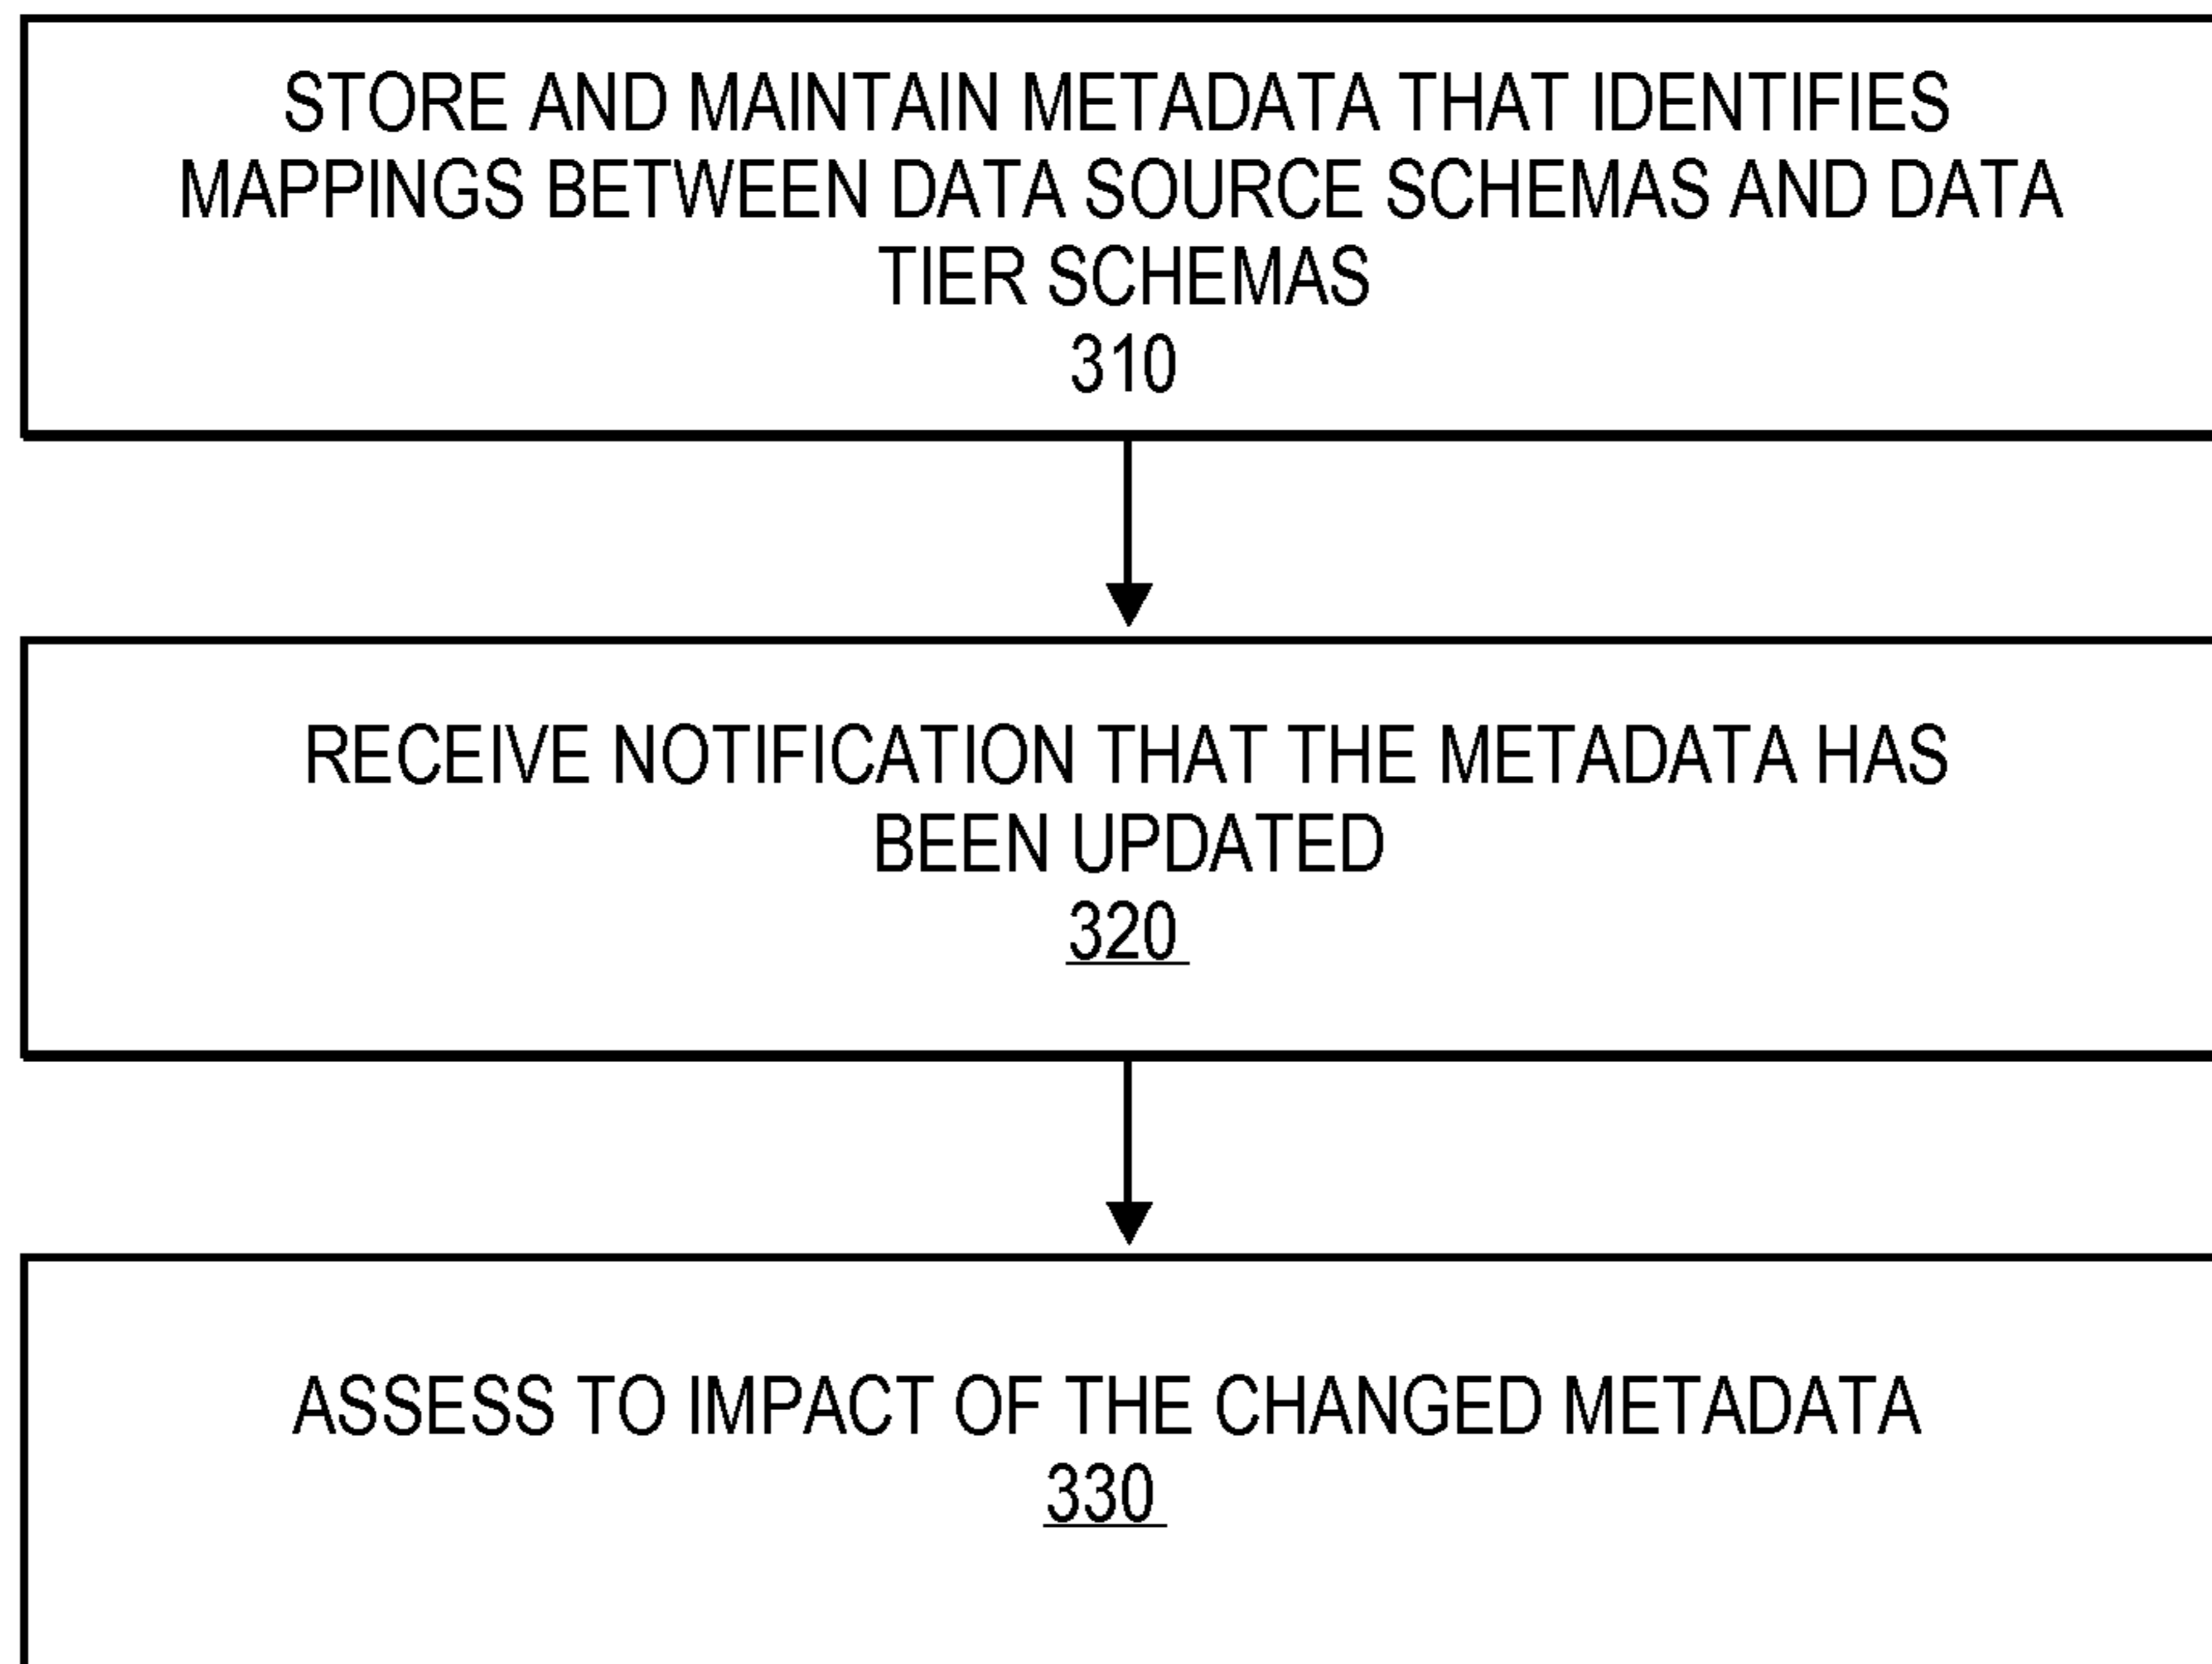 STORE AND MAINTAIN METADATA THAT IDENTIFIES
MAPPINGS BETWEEN DATA SOURCE SCHEMAS AND DATA
TIER SCHEMAS
310
RECEIVE NOTIFICATION THAT THE METADATA HAS
BEEN UPDATED
320
ASSESS TO IMPACT OF THE CHANGED METADATA
330